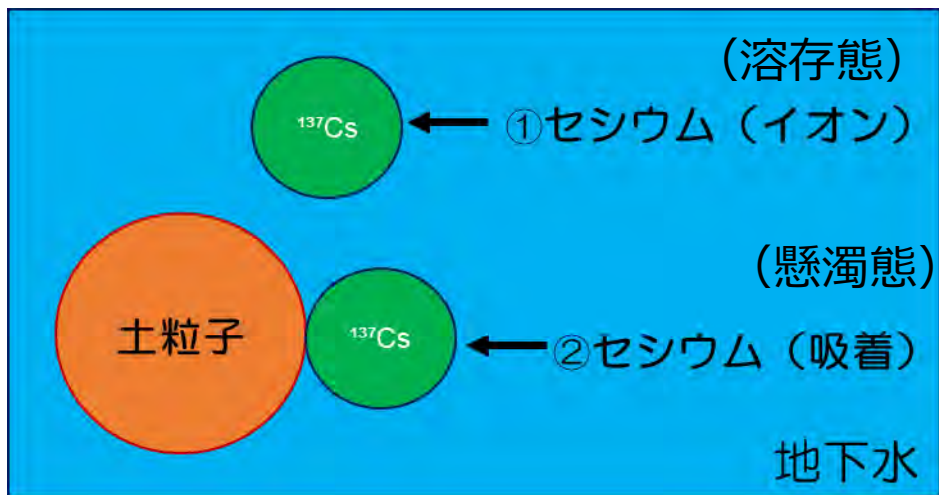 (溶存態)
¹³⁷Cs
①セシウム（イオン）
(懸濁態)
土粒子
¹³⁷Cs
②セシウム（吸着）
地下水